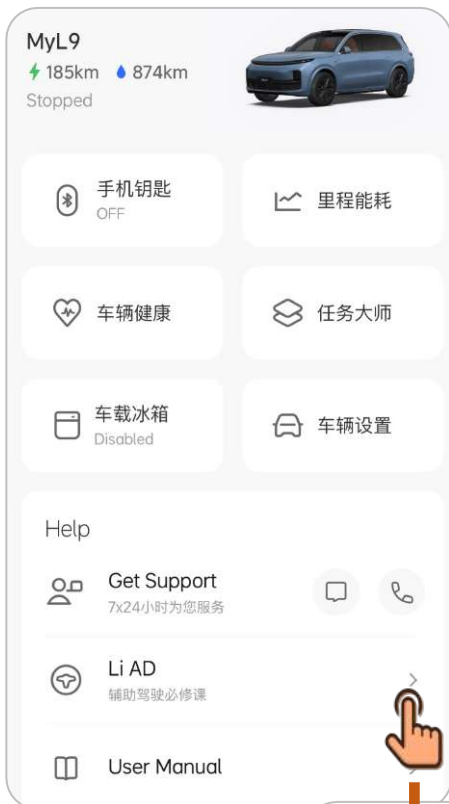 MyL9
185km 874km
Stopped
手机钥匙
OFF
里程能耗
车辆健康
任务大师
车载冰箱
Disabled
车辆设置
Help
Get Support
7x24小时为您服务
Li AD
辅助驾驶必修课
User Manual